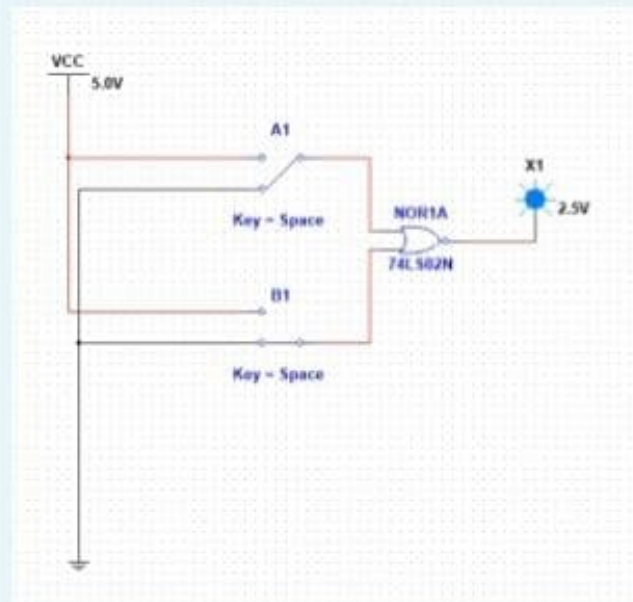 VCC
5.0V
A1
X1
Key = Space
NOR1A
2.5V
74LS02N
B1
Key = Space